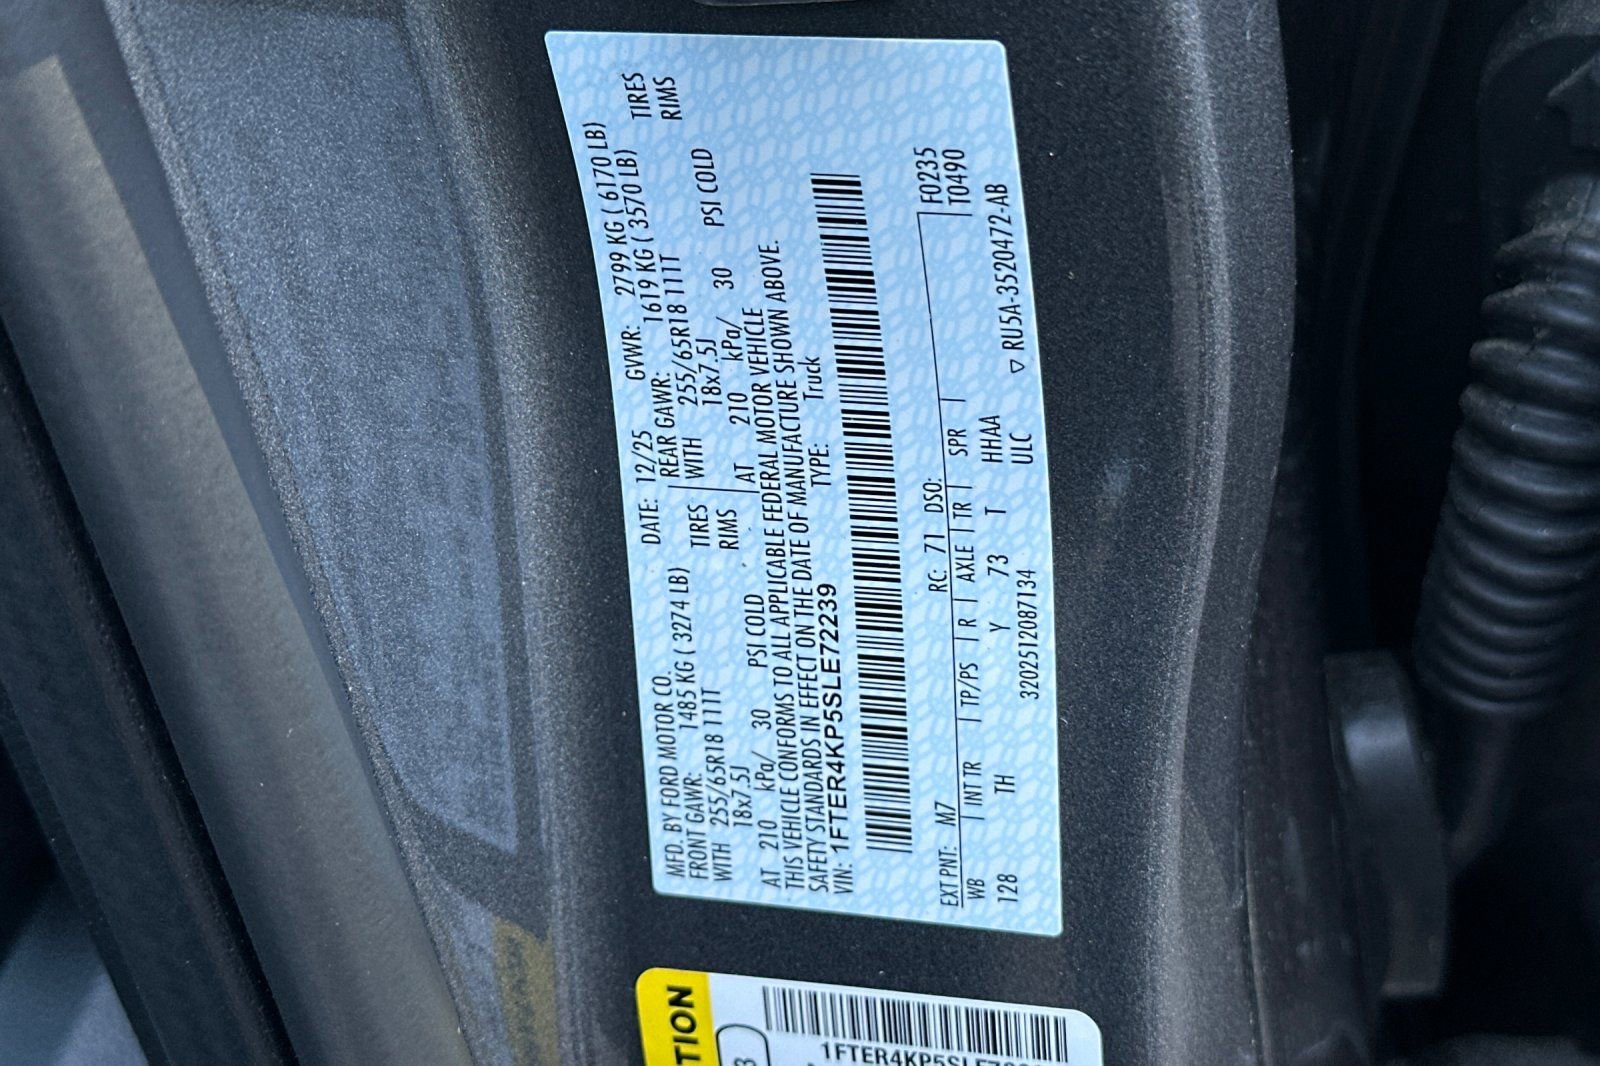 MFD. BY FORD MOTOR CO.
DATE: 12/25 GVWR: 2799 KG ( 6170 LB)
FRONT GAWR: 1485 KG ( 3274 LB) REAR GAWR: 1619 KG ( 3570 LB)
WITH 255/65R18 111T TIRES WITH 255/65R18 111T TIRES
18x7.5J RIMS 18x7.5J RIMS
AT 210 kPa/ 30 PSI COLD AT 210 kPa/ 30 PSI COLD
THIS VEHICLE CONFORMS TO ALL APPLICABLE FEDERAL MOTOR VEHICLE
SAFETY STANDARDS IN EFFECT ON THE DATE OF MANUFACTURE SHOWN ABOVE.
VIN: 1FTER4KP5SLE72239 TYPE: Truck
F0235
T0490
EXT PNT: M7 RC: 71 DSO:
WB INT TR TP/PS R AXLE TR SPR
128 TH Y 73 T HHAA
3202512087134 ULC ▽ RU5A-3520472-AB
TION
3